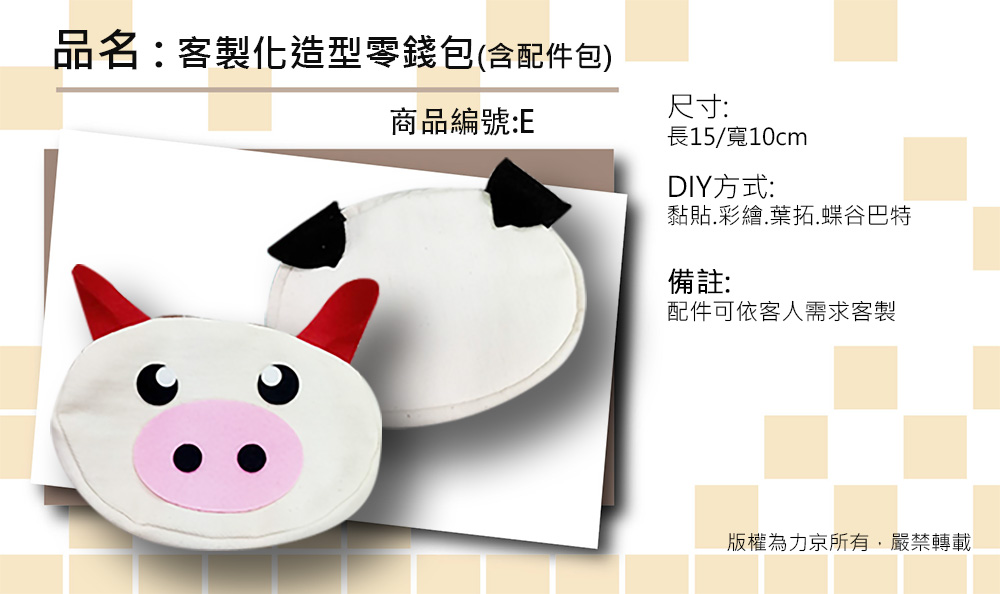 品名：客製化造型零錢包(含配件包)
商品編號:E
尺寸:
長15/寬10cm
DIY方式:
黏貼.彩繪.葉拓.蝶谷巴特
備註:
配件可依客人需求客製
版權為力京所有，嚴禁轉載